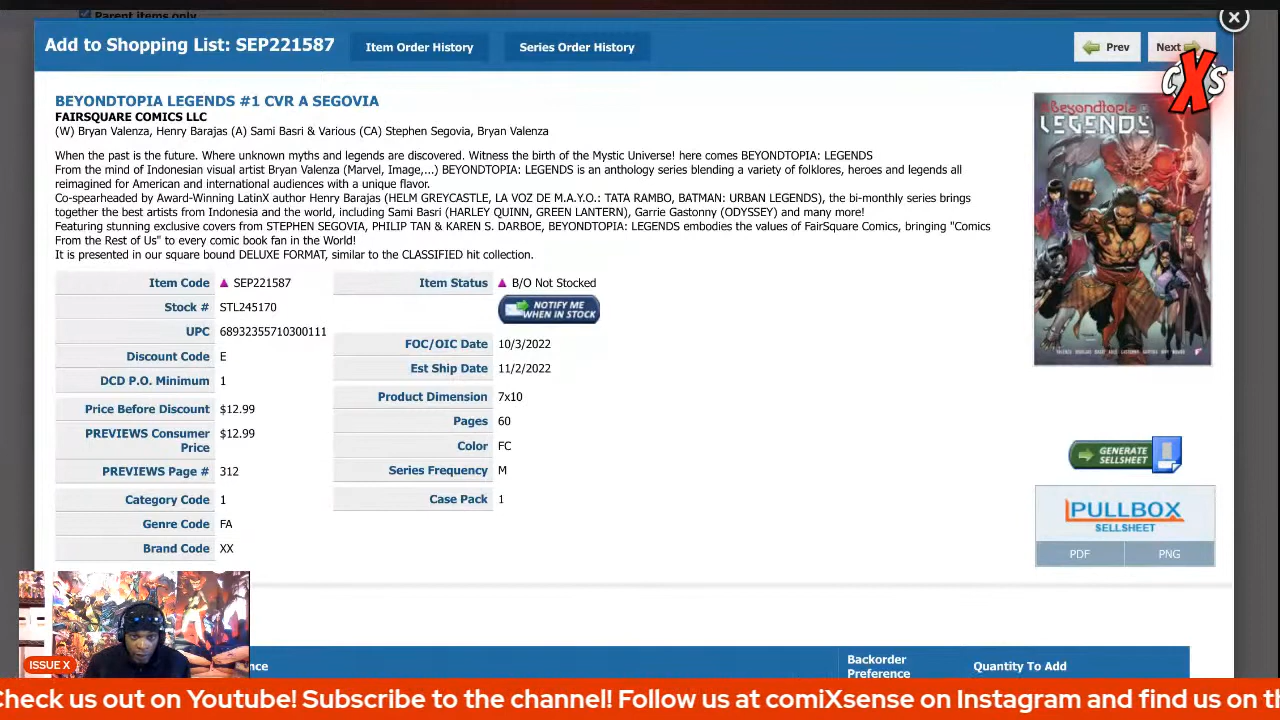 Parent items only
Add to Shopping List: SEP221587
Item Order History
Series Order History
Prev
Next
cXs
BEYONDTOPIA LEGENDS #1 CVR A SEGOVIA
FAIRSQUARE COMICS LLC
(W) Bryan Valenza, Henry Barajas (A) Sami Basri & Various (CA) Stephen Segovia, Bryan Valenza
When the past is the future. Where unknown myths and legends are discovered. Witness the birth of the Mystic Universe! here comes BEYONDTOPIA: LEGENDS
From the mind of Indonesian visual artist Bryan Valenza (Marvel, Image,...) BEYONDTOPIA: LEGENDS is an anthology series blending a variety of folklores, heroes and legends all
reimagined for American and international audiences with a unique flavor.
Co-spearheaded by Award-Winning LatinX author Henry Barajas (HELM GREYCASTLE, LA VOZ DE M.A.Y.O.: TATA RAMBO, BATMAN: URBAN LEGENDS), the bi-monthly series brings
together the best artists from Indonesia and the world, including Sami Basri (HARLEY QUINN, GREEN LANTERN), Garrie Gastonny (ODYSSEY) and many more!
Featuring stunning exclusive covers from STEPHEN SEGOVIA, PHILIP TAN & KAREN S. DARBOE, BEYONDTOPIA: LEGENDS embodies the values of FairSquare Comics, bringing "Comics
From the Rest of Us" to every comic book fan in the World!
It is presented in our square bound DELUXE FORMAT, similar to the CLASSIFIED hit collection.
Beyondtopia
LEGENDS
Item Code SEP221587
Stock # STL245170
UPC 68932355710300111
Discount Code E
DCD P.O. Minimum 1
Price Before Discount $12.99
PREVIEWS Consumer
Price $12.99
PREVIEWS Page # 312
Category Code 1
Genre Code FA
Brand Code XX
Item Status B/O Not Stocked
NOTIFY ME
WHEN IN STOCK
FOC/OIC Date 10/3/2022
Est Ship Date 11/2/2022
Product Dimension 7x10
Pages 60
Color FC
Series Frequency M
Case Pack 1
GENERATE
SELLSHEET
PULLBOX
SELLSHEET
PDF
PNG
ISSUE X
nce
Backorder
Preference
Quantity To Add
Check us out on Youtube! Subscribe to the channel! Follow us at comiXsense on Instagram and find us on th